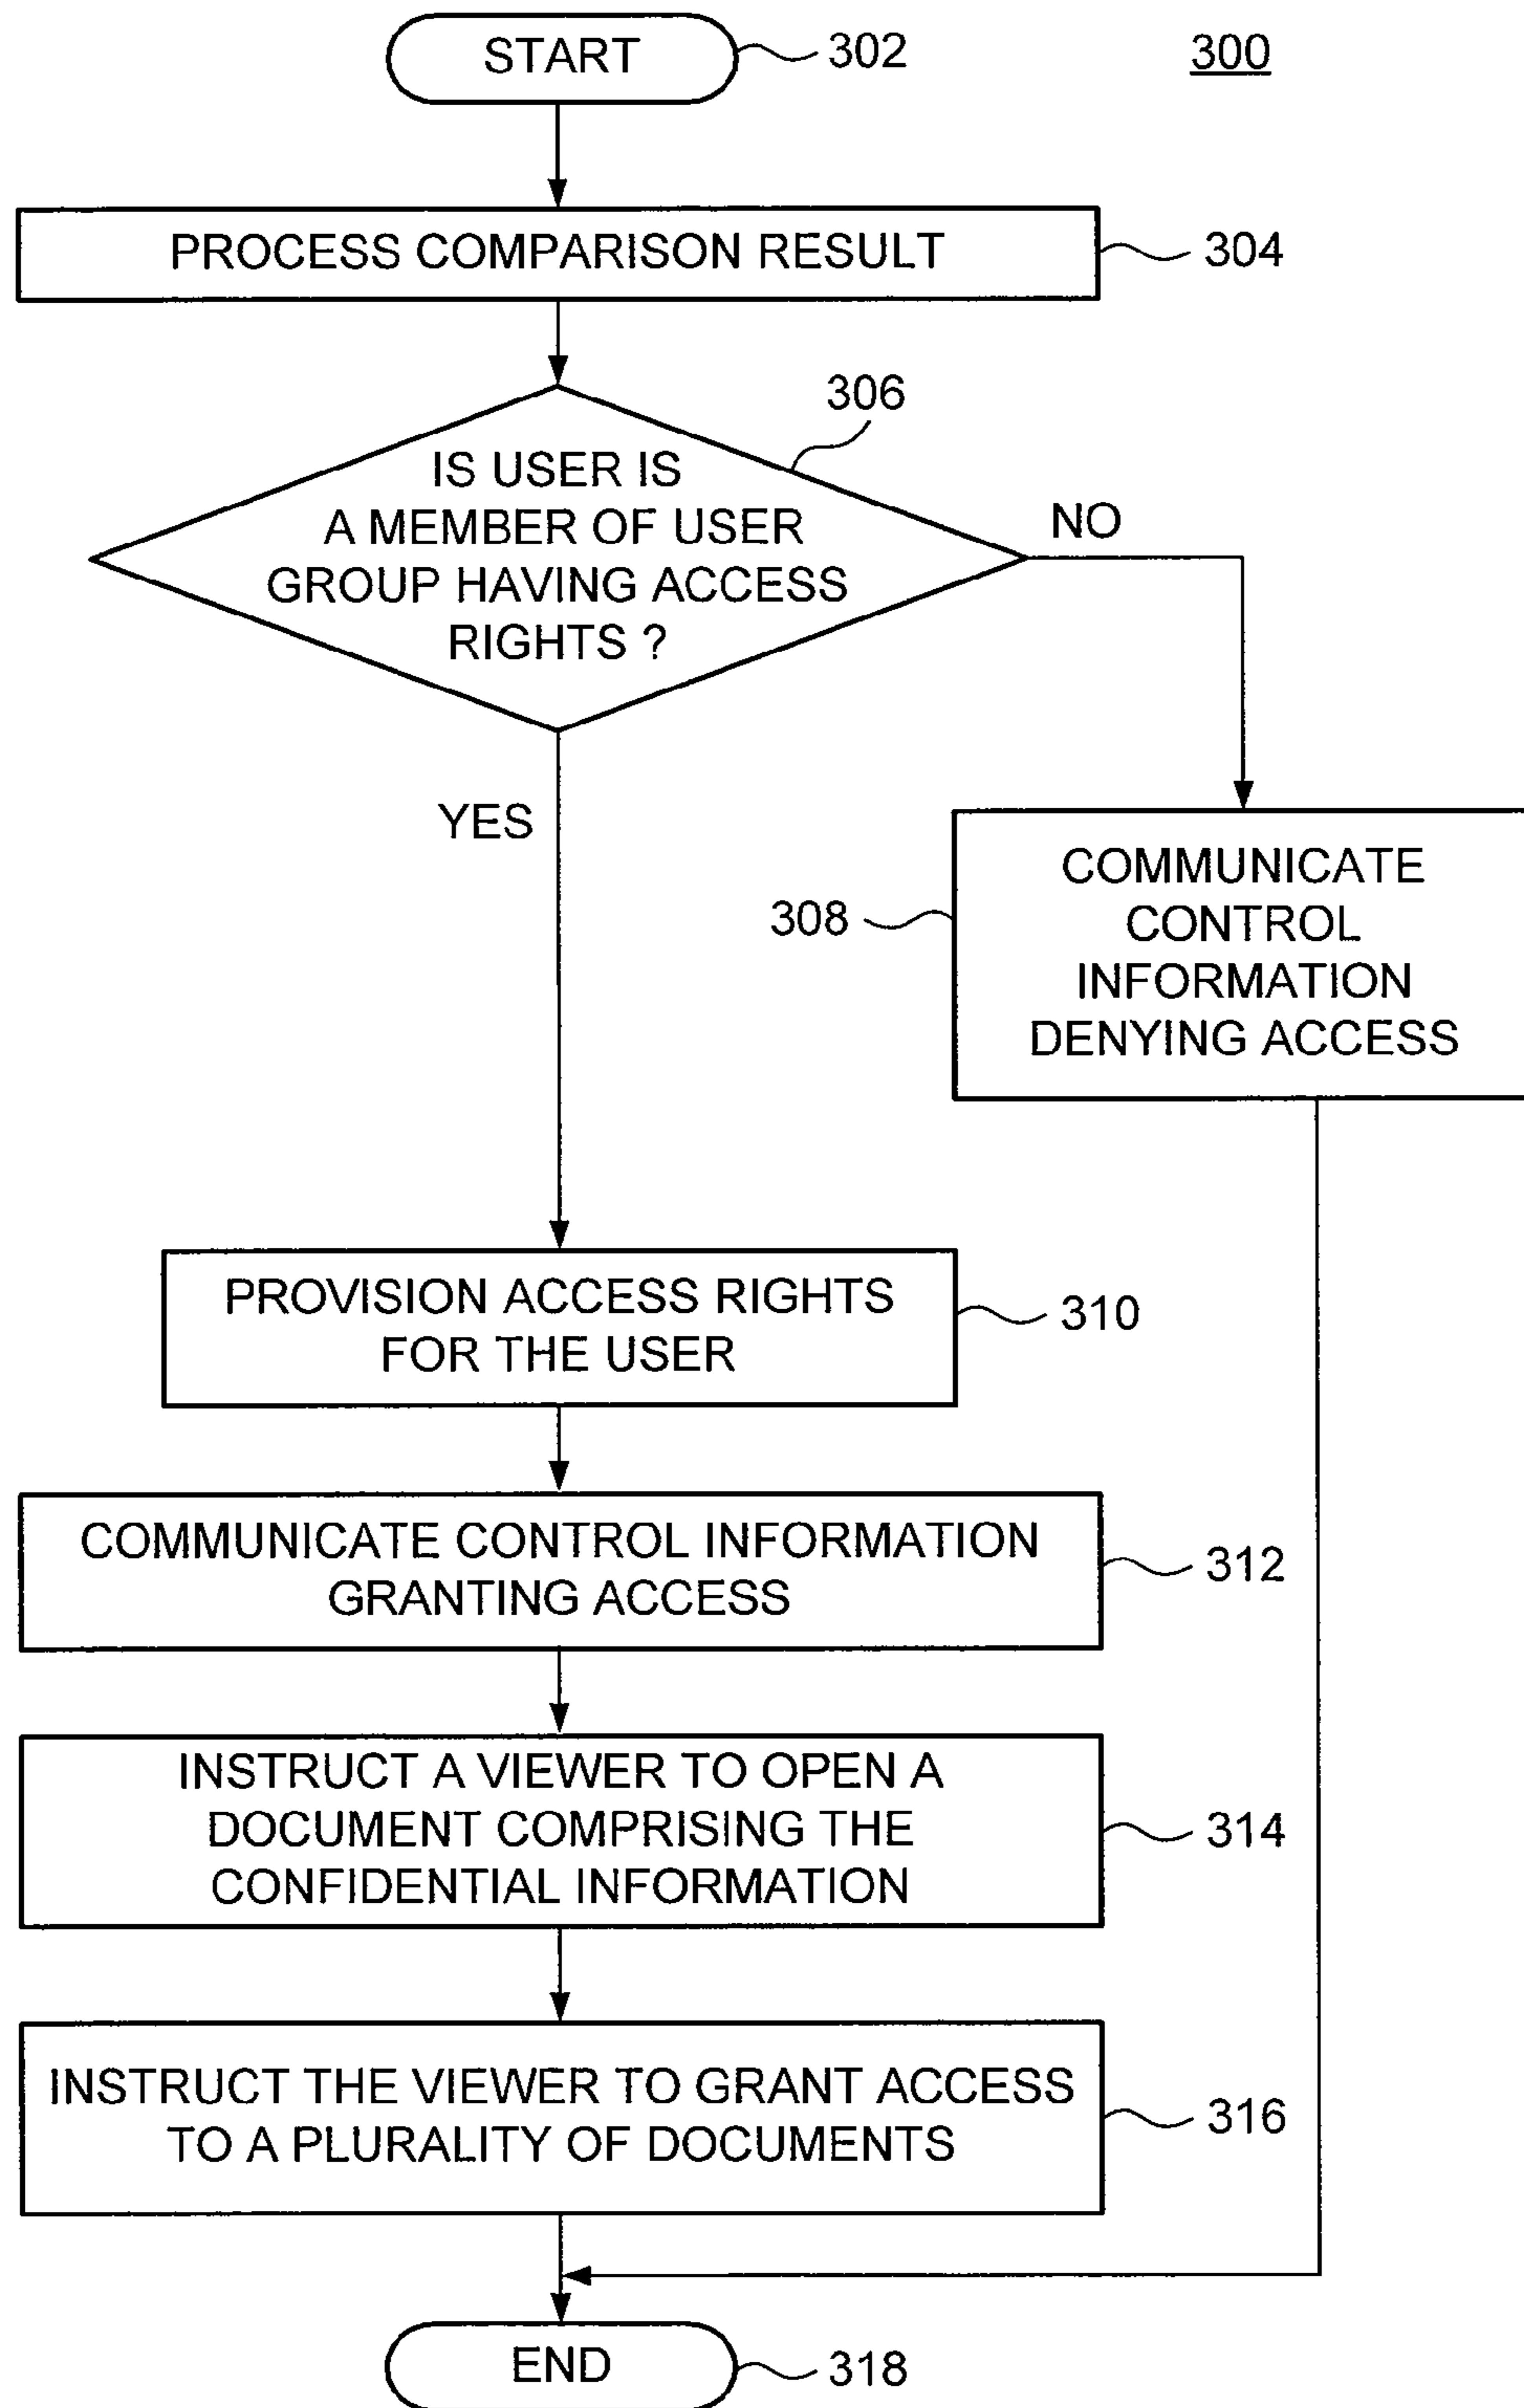 START
302
300
PROCESS COMPARISON RESULT
304
306
IS USER IS
A MEMBER OF USER
GROUP HAVING ACCESS
RIGHTS ?
NO
YES
308
COMMUNICATE
CONTROL
INFORMATION
DENYING ACCESS
PROVISION ACCESS RIGHTS
FOR THE USER
310
COMMUNICATE CONTROL INFORMATION
GRANTING ACCESS
312
INSTRUCT A VIEWER TO OPEN A
DOCUMENT COMPRISING THE
CONFIDENTIAL INFORMATION
314
INSTRUCT THE VIEWER TO GRANT ACCESS
TO A PLURALITY OF DOCUMENTS
316
END
318